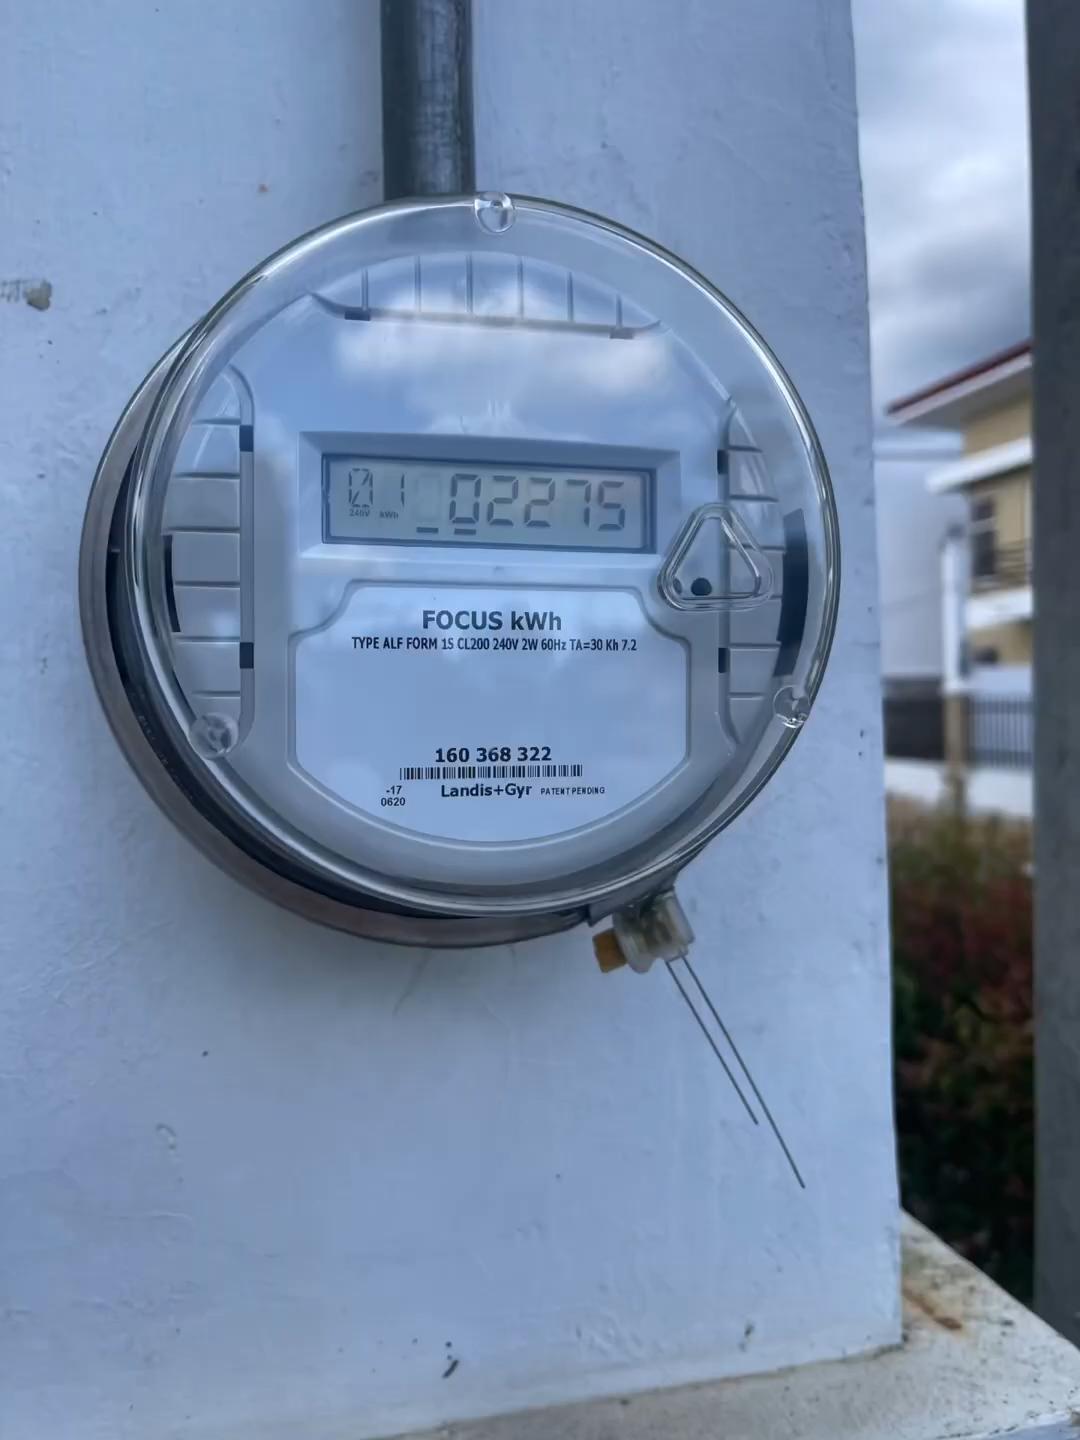 01 02275
240V kWh
FOCUS kWh
TYPE ALF FORM 1S CL200 240V 2W 60Hz TA=30 Kh 7.2
160 368 322
-17
0620
Landis+Gyr PATENT PENDING